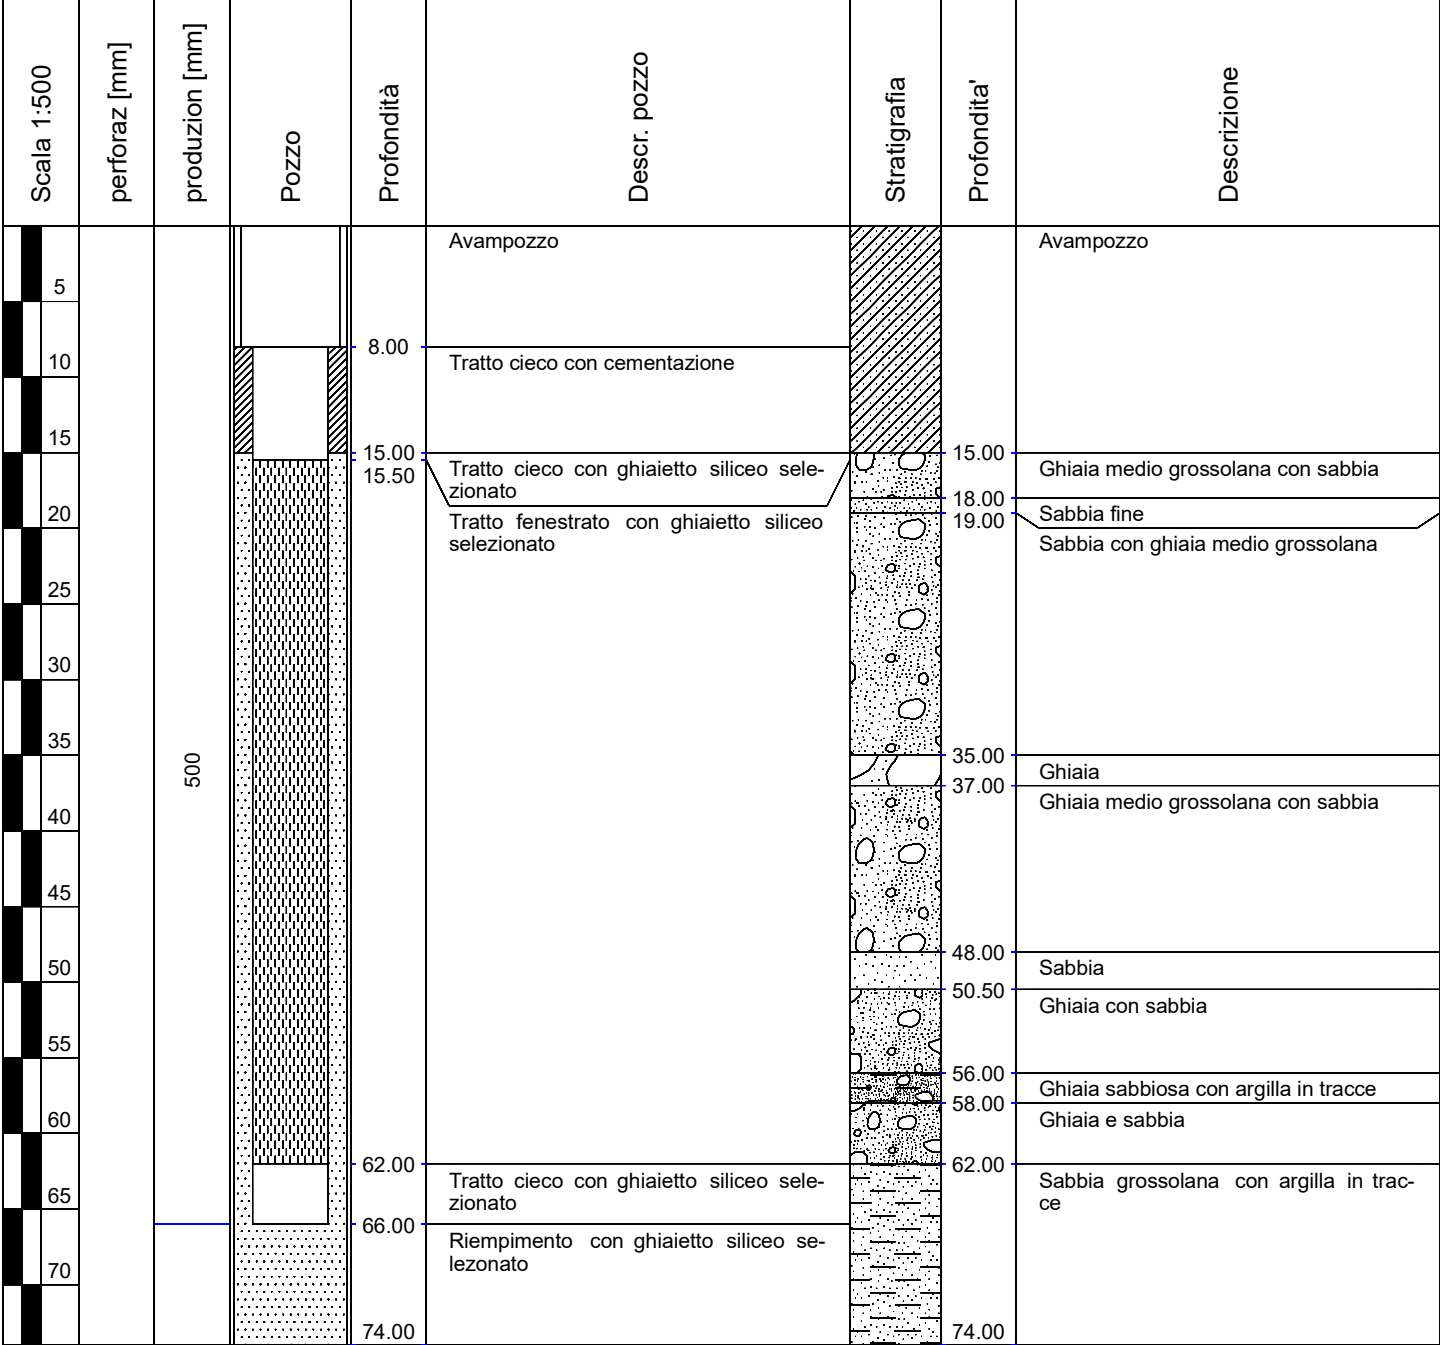 Scala 1:500
perforaz [mm]
produzion [mm]
Pozzo
Profondità
Descr. pozzo
Stratigrafia
Profondita'
Descrizione
5
10
15
20
25
30
35
40
45
50
55
60
65
70
500
8.00
15.00
15.50
62.00
66.00
74.00
Avampozzo
Tratto cieco con cementazione
Tratto cieco con ghiaietto siliceo sele-
zionato
Tratto fenestrato con ghiaietto siliceo
selezionato
Tratto cieco con ghiaietto siliceo sele-
zionato
Riempimento con ghiaietto siliceo se-
lezonato
15.00
18.00
19.00
35.00
37.00
48.00
50.50
56.00
58.00
62.00
74.00
Avampozzo
Ghiaia medio grossolana con sabbia
Sabbia fine
Sabbia con ghiaia medio grossolana
Ghiaia
Ghiaia medio grossolana con sabbia
Sabbia
Ghiaia con sabbia
Ghiaia sabbiosa con argilla in tracce
Ghiaia e sabbia
Sabbia grossolana con argilla in trac-
ce